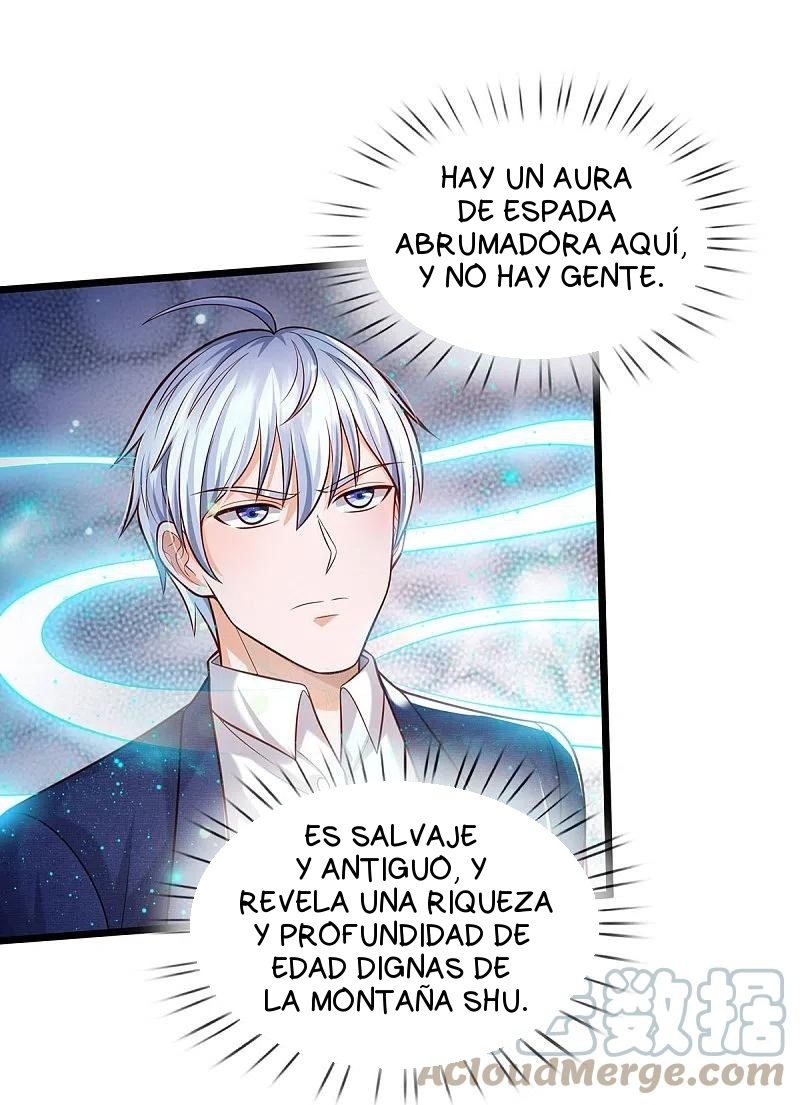 HAY UN AURA
DE ESPADA
ABRUMADORA AQUÍ,
Y NO HAY GENTE.
ES SALVAJE
Y ANTIGUO, Y
REVELA UNA RIQUEZA
Y PROFUNDIDAD DE
EDAD DIGNAS DE
LA MONTAÑA SHU.
数据
AcloudMerge.com